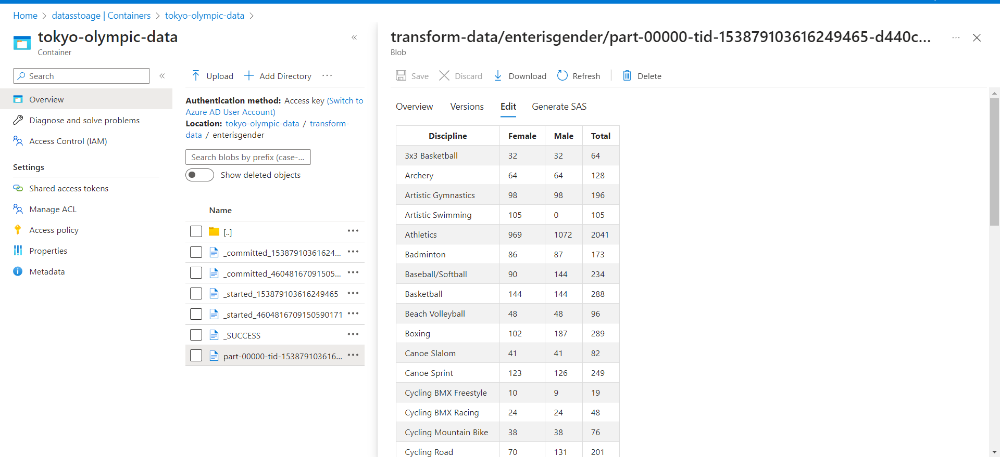 Home > datasstoage | Containers > tokyo-olympic-data >
tokyo-olympic-data
Container
Search
Overview
Diagnose and solve problems
Access Control (IAM)
Settings
Shared access tokens
Manage ACL
Access policy
Properties
Metadata
Upload Add Directory ...
Authentication method: Access key (Switch to
Azure AD User Account)
Location: tokyo-olympic-data / transform-
data / enterisgender
Search blobs by prefix (case-...
Show deleted objects
Name
[..]
_committed_15387910361624...
_committed_46048167091505...
_started_153879103616249465
_started_4604816709150590171
_SUCCESS
part-00000-tid-153879103616...
transform-data/enterisgender/part-00000-tid-153879103616249465-d440c...
Blob
Save Discard Download Refresh Delete
Overview Versions Edit Generate SAS
Discipline Female Male Total
3x3 Basketball 32 32 64
Archery 64 64 128
Artistic Gymnastics 98 98 196
Artistic Swimming 105 0 105
Athletics 969 1072 2041
Badminton 86 87 173
Baseball/Softball 90 144 234
Basketball 144 144 288
Beach Volleyball 48 48 96
Boxing 102 187 289
Canoe Slalom 41 41 82
Canoe Sprint 123 126 249
Cycling BMX Freestyle 10 9 19
Cycling BMX Racing 24 24 48
Cycling Mountain Bike 38 38 76
Cycling Road 70 131 201